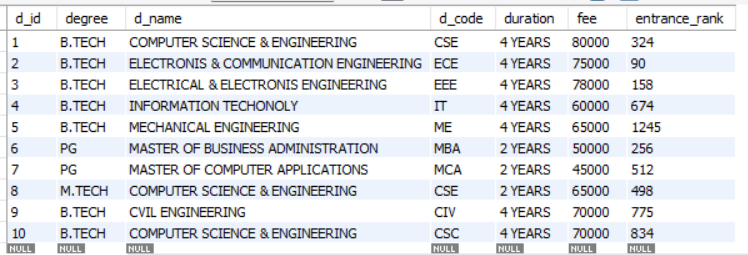 d_id degree d_name d_code duration fee entrance_rank
1 B.TECH COMPUTER SCIENCE & ENGINEERING CSE 4 YEARS 80000 324
2 B.TECH ELECTRONIS & COMMUNICATION ENGINEERING ECE 4 YEARS 75000 90
3 B.TECH ELECTRICAL & ELECTRONIS ENGINEERING EEE 4 YEARS 78000 158
4 B.TECH INFORMATION TECHONOLY IT 4 YEARS 60000 674
5 B.TECH MECHANICAL ENGINEERING ME 4 YEARS 65000 1245
6 PG MASTER OF BUSINESS ADMINISTRATION MBA 2 YEARS 50000 256
7 PG MASTER OF COMPUTER APPLICATIONS MCA 2 YEARS 45000 512
8 M.TECH COMPUTER SCIENCE & ENGINEERING CSE 2 YEARS 65000 498
9 B.TECH CVIL ENGINEERING CIV 4 YEARS 70000 775
10 B.TECH COMPUTER SCIENCE & ENGINEERING CSC 4 YEARS 70000 834
NULL NULL NULL NULL NULL NULL NULL